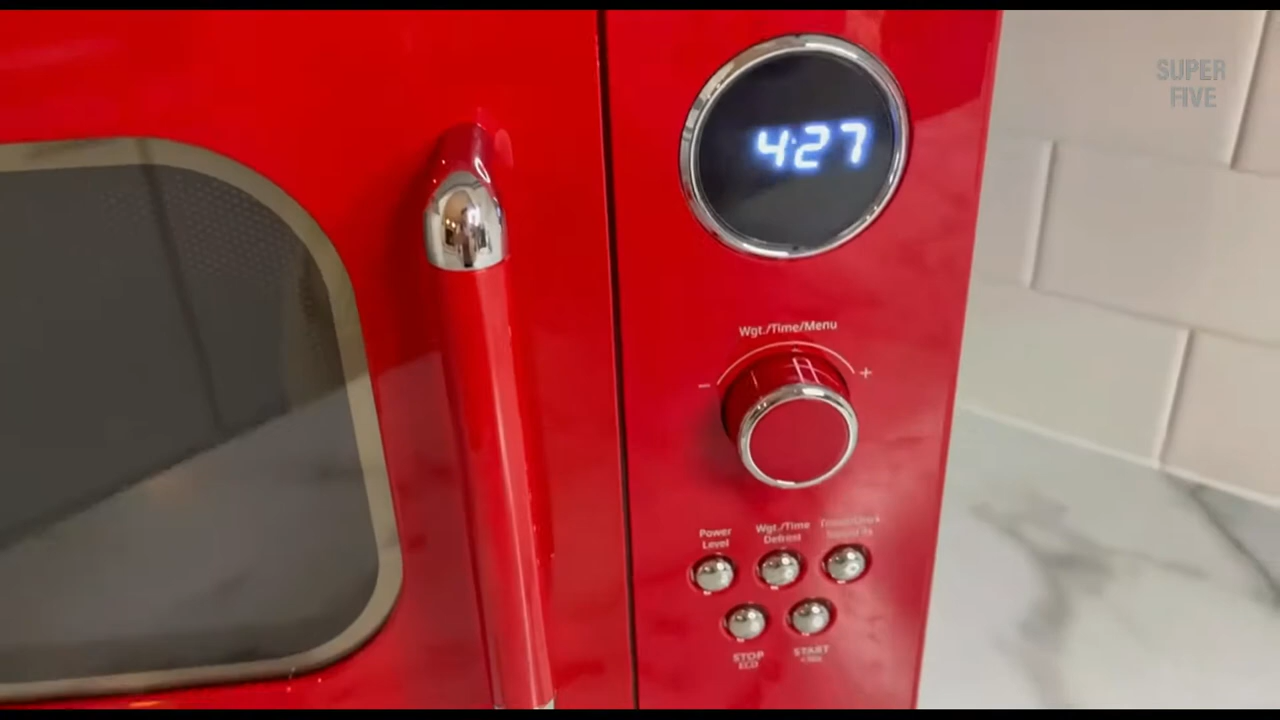 SUPER
FIVE
4:27
Wgt./Time/Menu
- +
Power
Level
Wgt./Time
Defrost
STOP
ECO
START